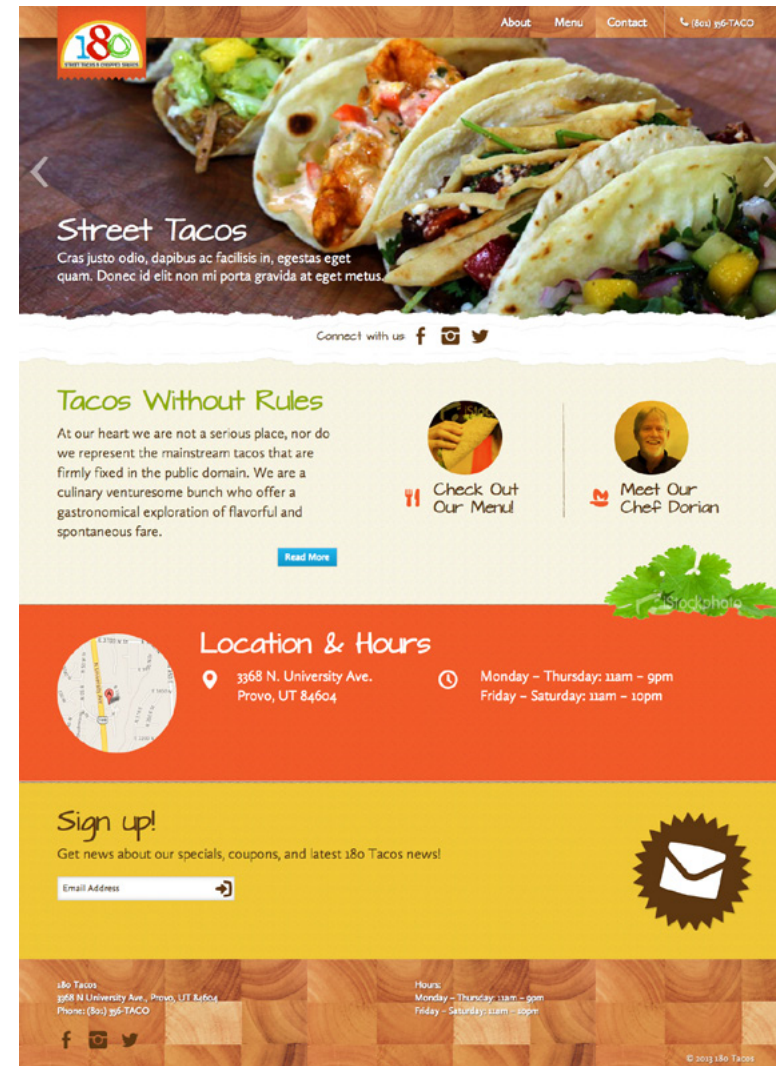 About Menu Contact (801) 356-TACO
180
STREET TACOS & CHOPPED SALADS
Street Tacos
Cras justo odio, dapibus ac facilisis in, egestas eget
quam. Donec id elit non mi porta gravida at eget metus.
Connect with us
Tacos Without Rules
At our heart we are not a serious place, nor do
we represent the mainstream tacos that are
firmly fixed in the public domain. We are a
culinary venturesome bunch who offer a
gastronomical exploration of flavorful and
spontaneous fare.
Read More
Check Out
Our Menu!
Meet Our
Chef Dorian
iStockphoto
Location & Hours
3368 N. University Ave.
Provo, UT 84604
Monday – Thursday: 11am – 9pm
Friday – Saturday: 11am – 10pm
Sign up!
Get news about our specials, coupons, and latest 180 Tacos news!
Email Address
180 Tacos
3368 N University Ave., Provo, UT 84604
Phone: (801) 356-TACO
Hours:
Monday – Thursday: 11am – 9pm
Friday – Saturday: 11am – 10pm
© 2013 180 Tacos